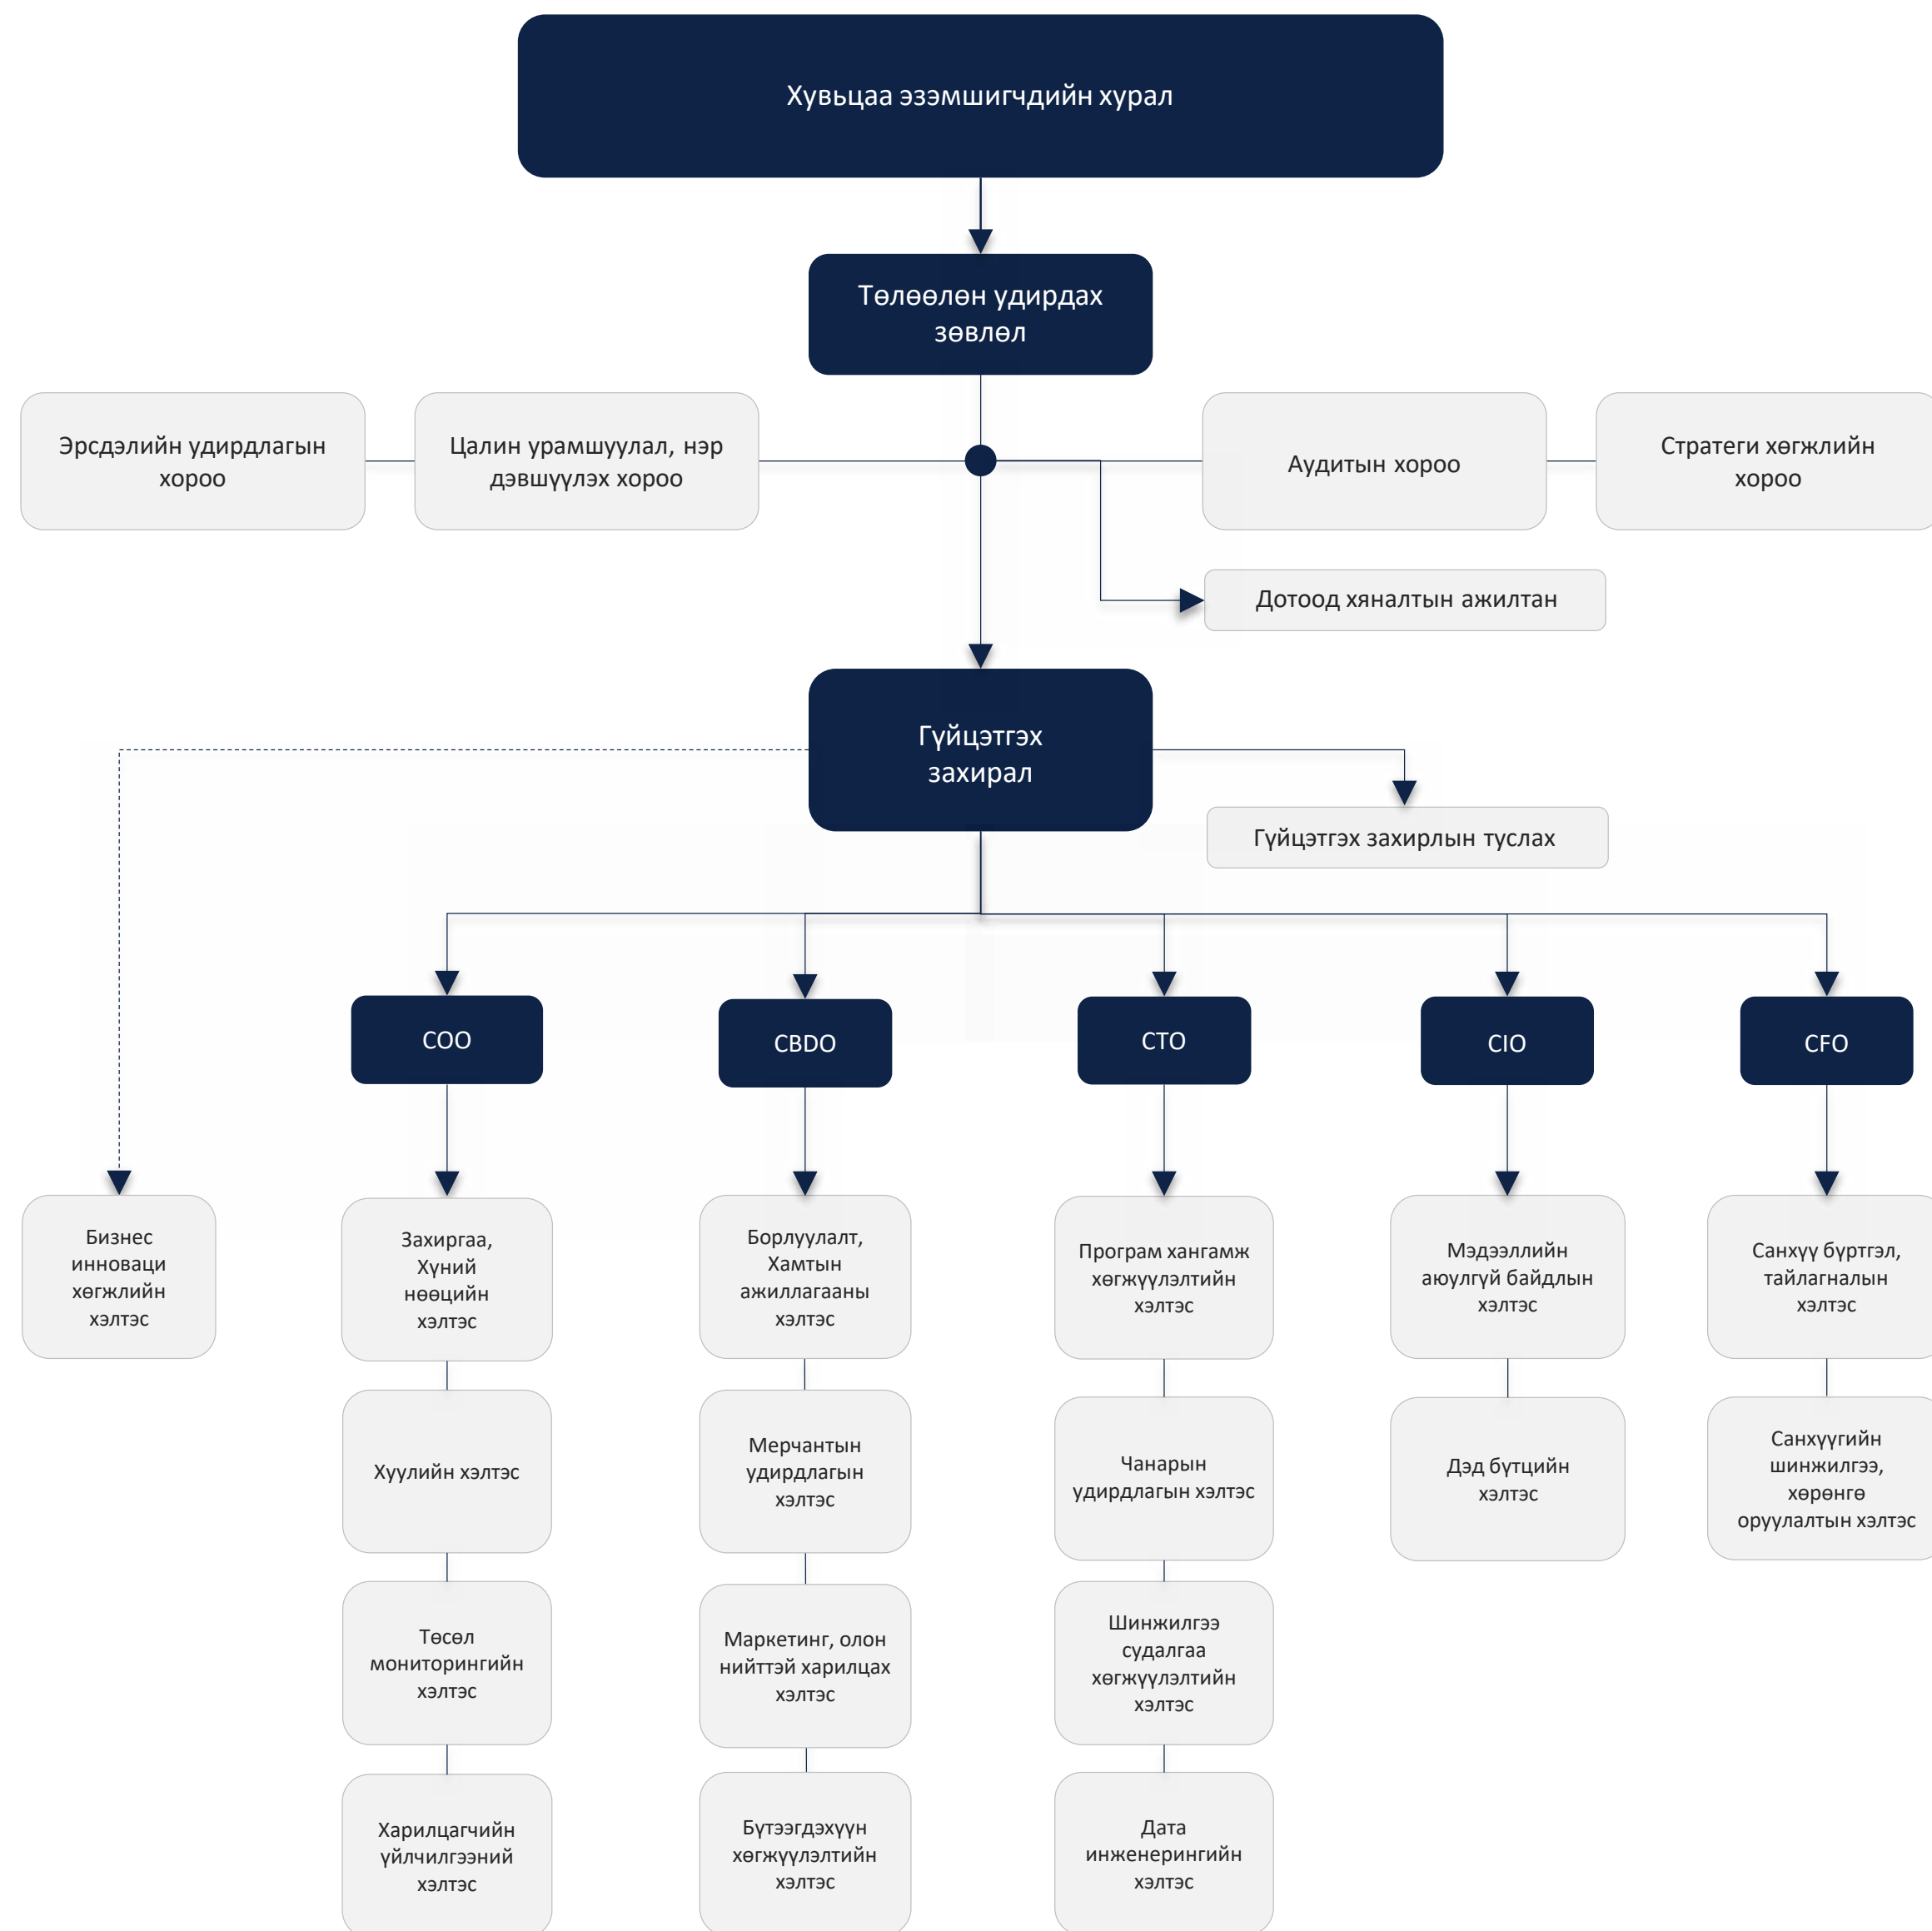 Хувьцаа эзэмшигчдийн хурал
Төлөөлөн удирдах
зөвлөл
Эрсдэлийн удирдлагын
хороо
Цалин урамшуулал, нэр
дэвшүүлэх хороо
Аудитын хороо
Стратеги хөгжлийн
хороо
Дотоод хяналтын ажилтан
Гүйцэтгэх
захирал
Гүйцэтгэх захирлын туслах
COO
CBDO
CTO
CIO
CFO
Бизнес
инноваци
хөгжлийн
хэлтэс
Захиргаа,
Хүний
нөөцийн
хэлтэс
Борлуулалт,
Хамтын
ажиллагааны
хэлтэс
Програм хангамж
хөгжүүлэлтийн
хэлтэс
Мэдээллийн
аюулгүй байдлын
хэлтэс
Санхүү бүртгэл,
тайлагналын
хэлтэс
Хуулийн хэлтэс
Мерчантын
удирдлагын
хэлтэс
Чанарын
удирдлагын хэлтэс
Дэд бүтцийн
хэлтэс
Санхүүгийн
шинжилгээ,
хөрөнгө
оруулалтын хэлтэс
Төсөл
мониторингийн
хэлтэс
Маркетинг, олон
нийттэй харилцах
хэлтэс
Шинжилгээ
судалгаа
хөгжүүлэлтийн
хэлтэс
Харилцагчийн
үйлчилгээний
хэлтэс
Бүтээгдэхүүн
хөгжүүлэлтийн
хэлтэс
Дата
инженерингийн
хэлтэс